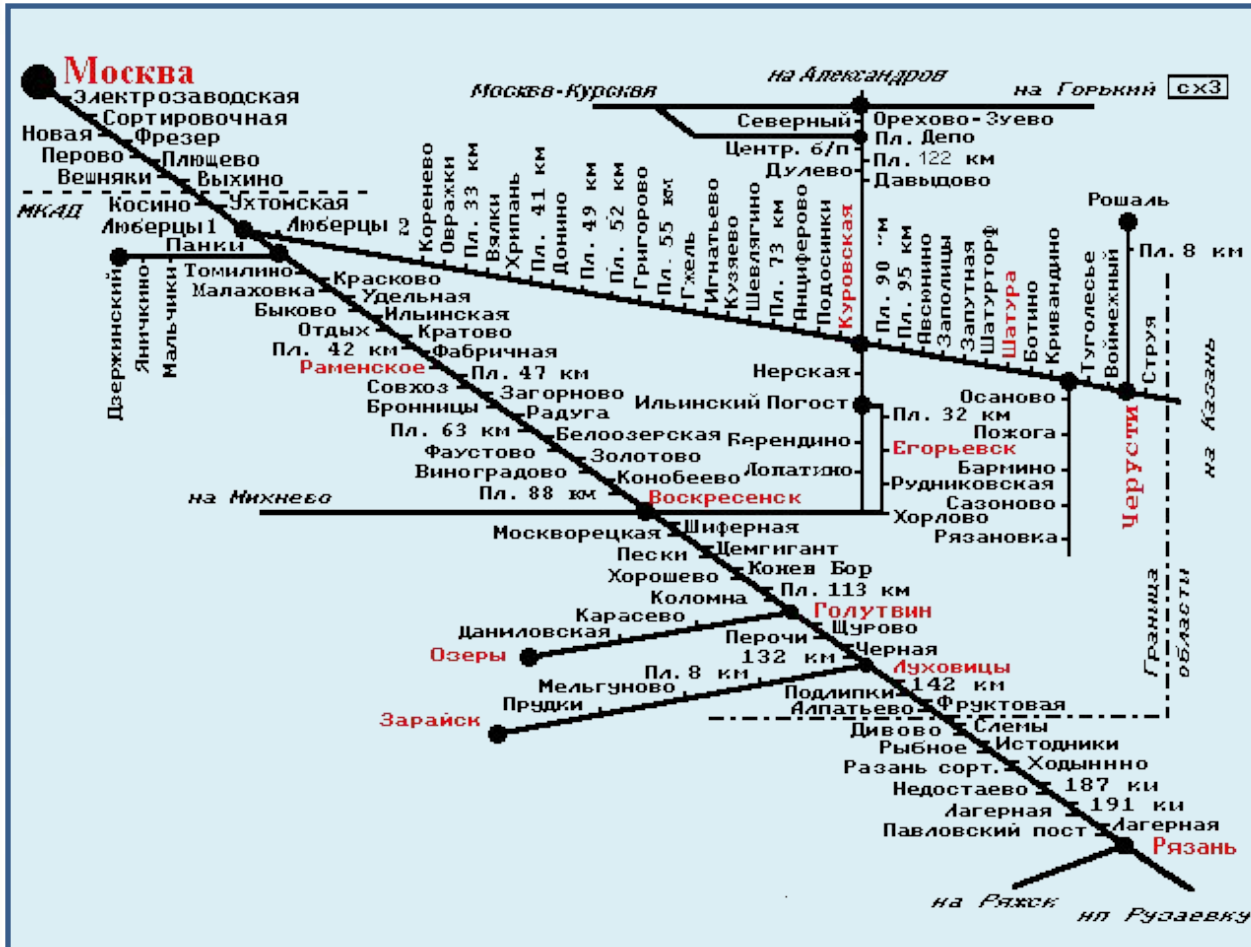 Москва
Электрозаводская
Сортировочная
Новая
Фрезер
Перово
Плющево
Вешняки
Выхино
МКАД
Косино
Ухтомская
Люберцы 1
Люберцы 2
Панки
Дзержинский
Яничкино
Мальчики
Томилино
Красково
Малаховка
Удельная
Быково
Ильинская
Отдых
Кратово
Пл. 42 км
Фабричная
Раменское
Пл. 47 км
Совхоз
Загорново
Бронницы
Радуга
Пл. 63 км
Белоозерская
Фаустово
Золотово
Виноградово
Конобеево
Пл. 88 км
Воскресенск
на Михнево
Москворецкая
Шиферная
Пески
Цемгигант
Хорошево
Конев Бор
Коломна
Пл. 113 км
Голутвин
Карасево
Даниловская
Озеры
Перочи
Щурово
132 км
Черная
Луховицы
Пл. 8 км
Мельгуново
Прудки
Зарайск
Подлипки
142 км
Алпатьево
Фруктовая
Дивово
Слемы
Рыбное
Истодники
Разань сорт.
Ходыннно
Недостаево
187 ки
Лагерная
191 ки
Павловский пост
Лагерная
Рязань
на Ряжск
нп Рузаевку
Кореново
Овражки
Пл. 33 км
Вялки
Хрипань
Пл. 41 км
Донино
Пл. 49 км
Пл. 52 км
Григорово
Пл. 55 км
Гжель
Игнатьево
Кузяево
Шевлягино
Пл. 73 км
Анциферово
Подосинки
Куровская
Пл. 90 "м
Пл. 95 км
Авсюнино
Заполицы
Запутная
Шатурторф
Шатура
Ботино
Кривандино
Туголесье
Воймежный
Черусти
Струя
на Казань
Рошаль
Пл. 8 км
на Александров
Москва-Курская
на Горький
сх3
Северный
Орехово-Зуево
Пл. Депо
Центр. б/п
Пл. 122 км
Дулево
Давыдово
Нерская
Ильинский Погост
Пл. 32 км
Берендино
Егорьевск
Лопатино
Рудниковская
Хорлово
Осаново
Пожога
Бармино
Сазоново
Рязановка
Граница
области